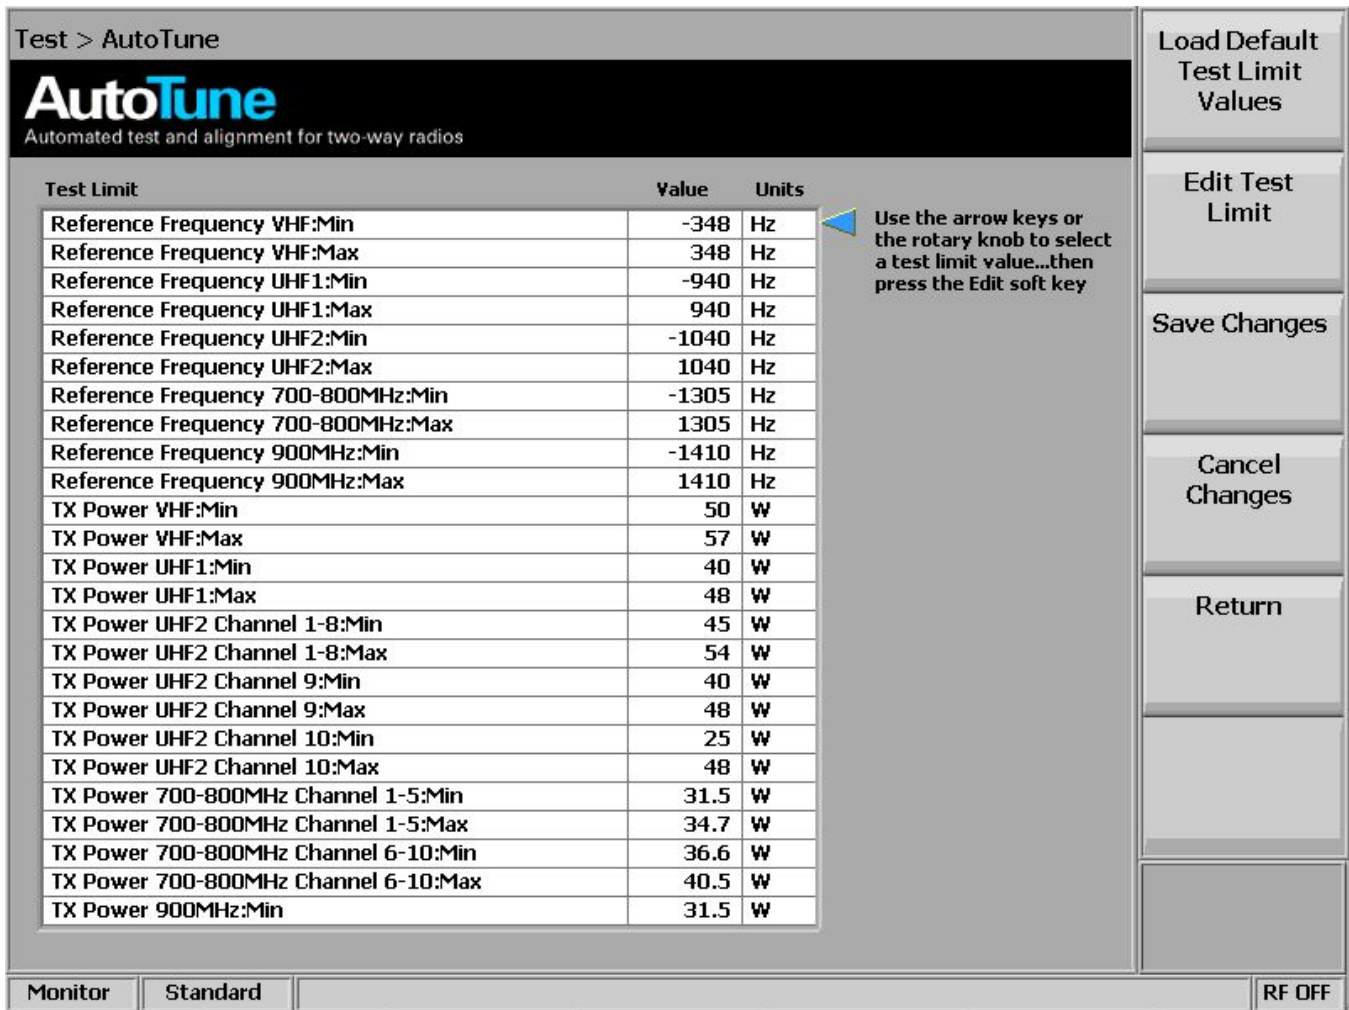 Test > AutoTune
AutoTune
Automated test and alignment for two-way radios
Test Limit Value Units
Reference Frequency VHF:Min -348 Hz
Reference Frequency VHF:Max 348 Hz
Reference Frequency UHF1:Min -940 Hz
Reference Frequency UHF1:Max 940 Hz
Reference Frequency UHF2:Min -1040 Hz
Reference Frequency UHF2:Max 1040 Hz
Reference Frequency 700-800MHz:Min -1305 Hz
Reference Frequency 700-800MHz:Max 1305 Hz
Reference Frequency 900MHz:Min -1410 Hz
Reference Frequency 900MHz:Max 1410 Hz
TX Power VHF:Min 50 W
TX Power VHF:Max 57 W
TX Power UHF1:Min 40 W
TX Power UHF1:Max 48 W
TX Power UHF2 Channel 1-8:Min 45 W
TX Power UHF2 Channel 1-8:Max 54 W
TX Power UHF2 Channel 9:Min 40 W
TX Power UHF2 Channel 9:Max 48 W
TX Power UHF2 Channel 10:Min 25 W
TX Power UHF2 Channel 10:Max 48 W
TX Power 700-800MHz Channel 1-5:Min 31.5 W
TX Power 700-800MHz Channel 1-5:Max 34.7 W
TX Power 700-800MHz Channel 6-10:Min 36.6 W
TX Power 700-800MHz Channel 6-10:Max 40.5 W
TX Power 900MHz:Min 31.5 W
Use the arrow keys or
the rotary knob to select
a test limit value...then
press the Edit soft key
Load Default
Test Limit
Values
Edit Test
Limit
Save Changes
Cancel
Changes
Return
Monitor Standard RF OFF